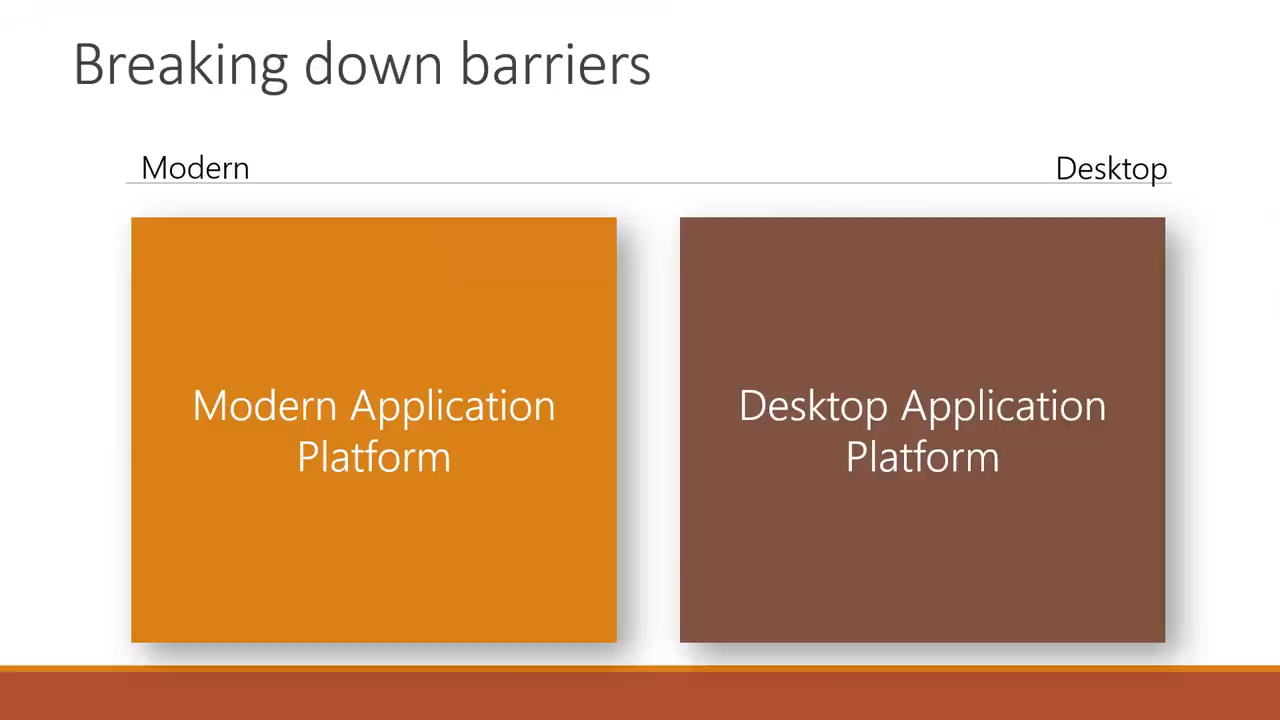 Breaking down barriers
Modern
Desktop
Modern Application
Platform
Desktop Application
Platform